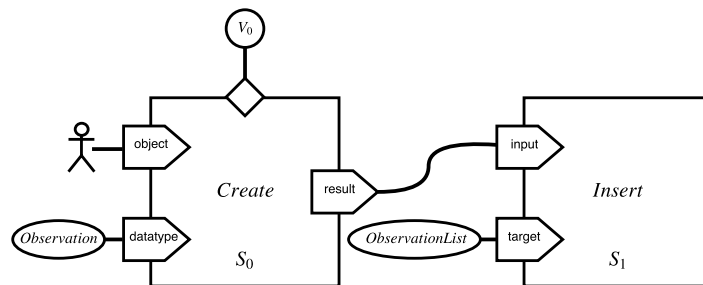 V0
object
input
result
Create
Insert
Observation
datatype
ObservationList
target
S0
S1